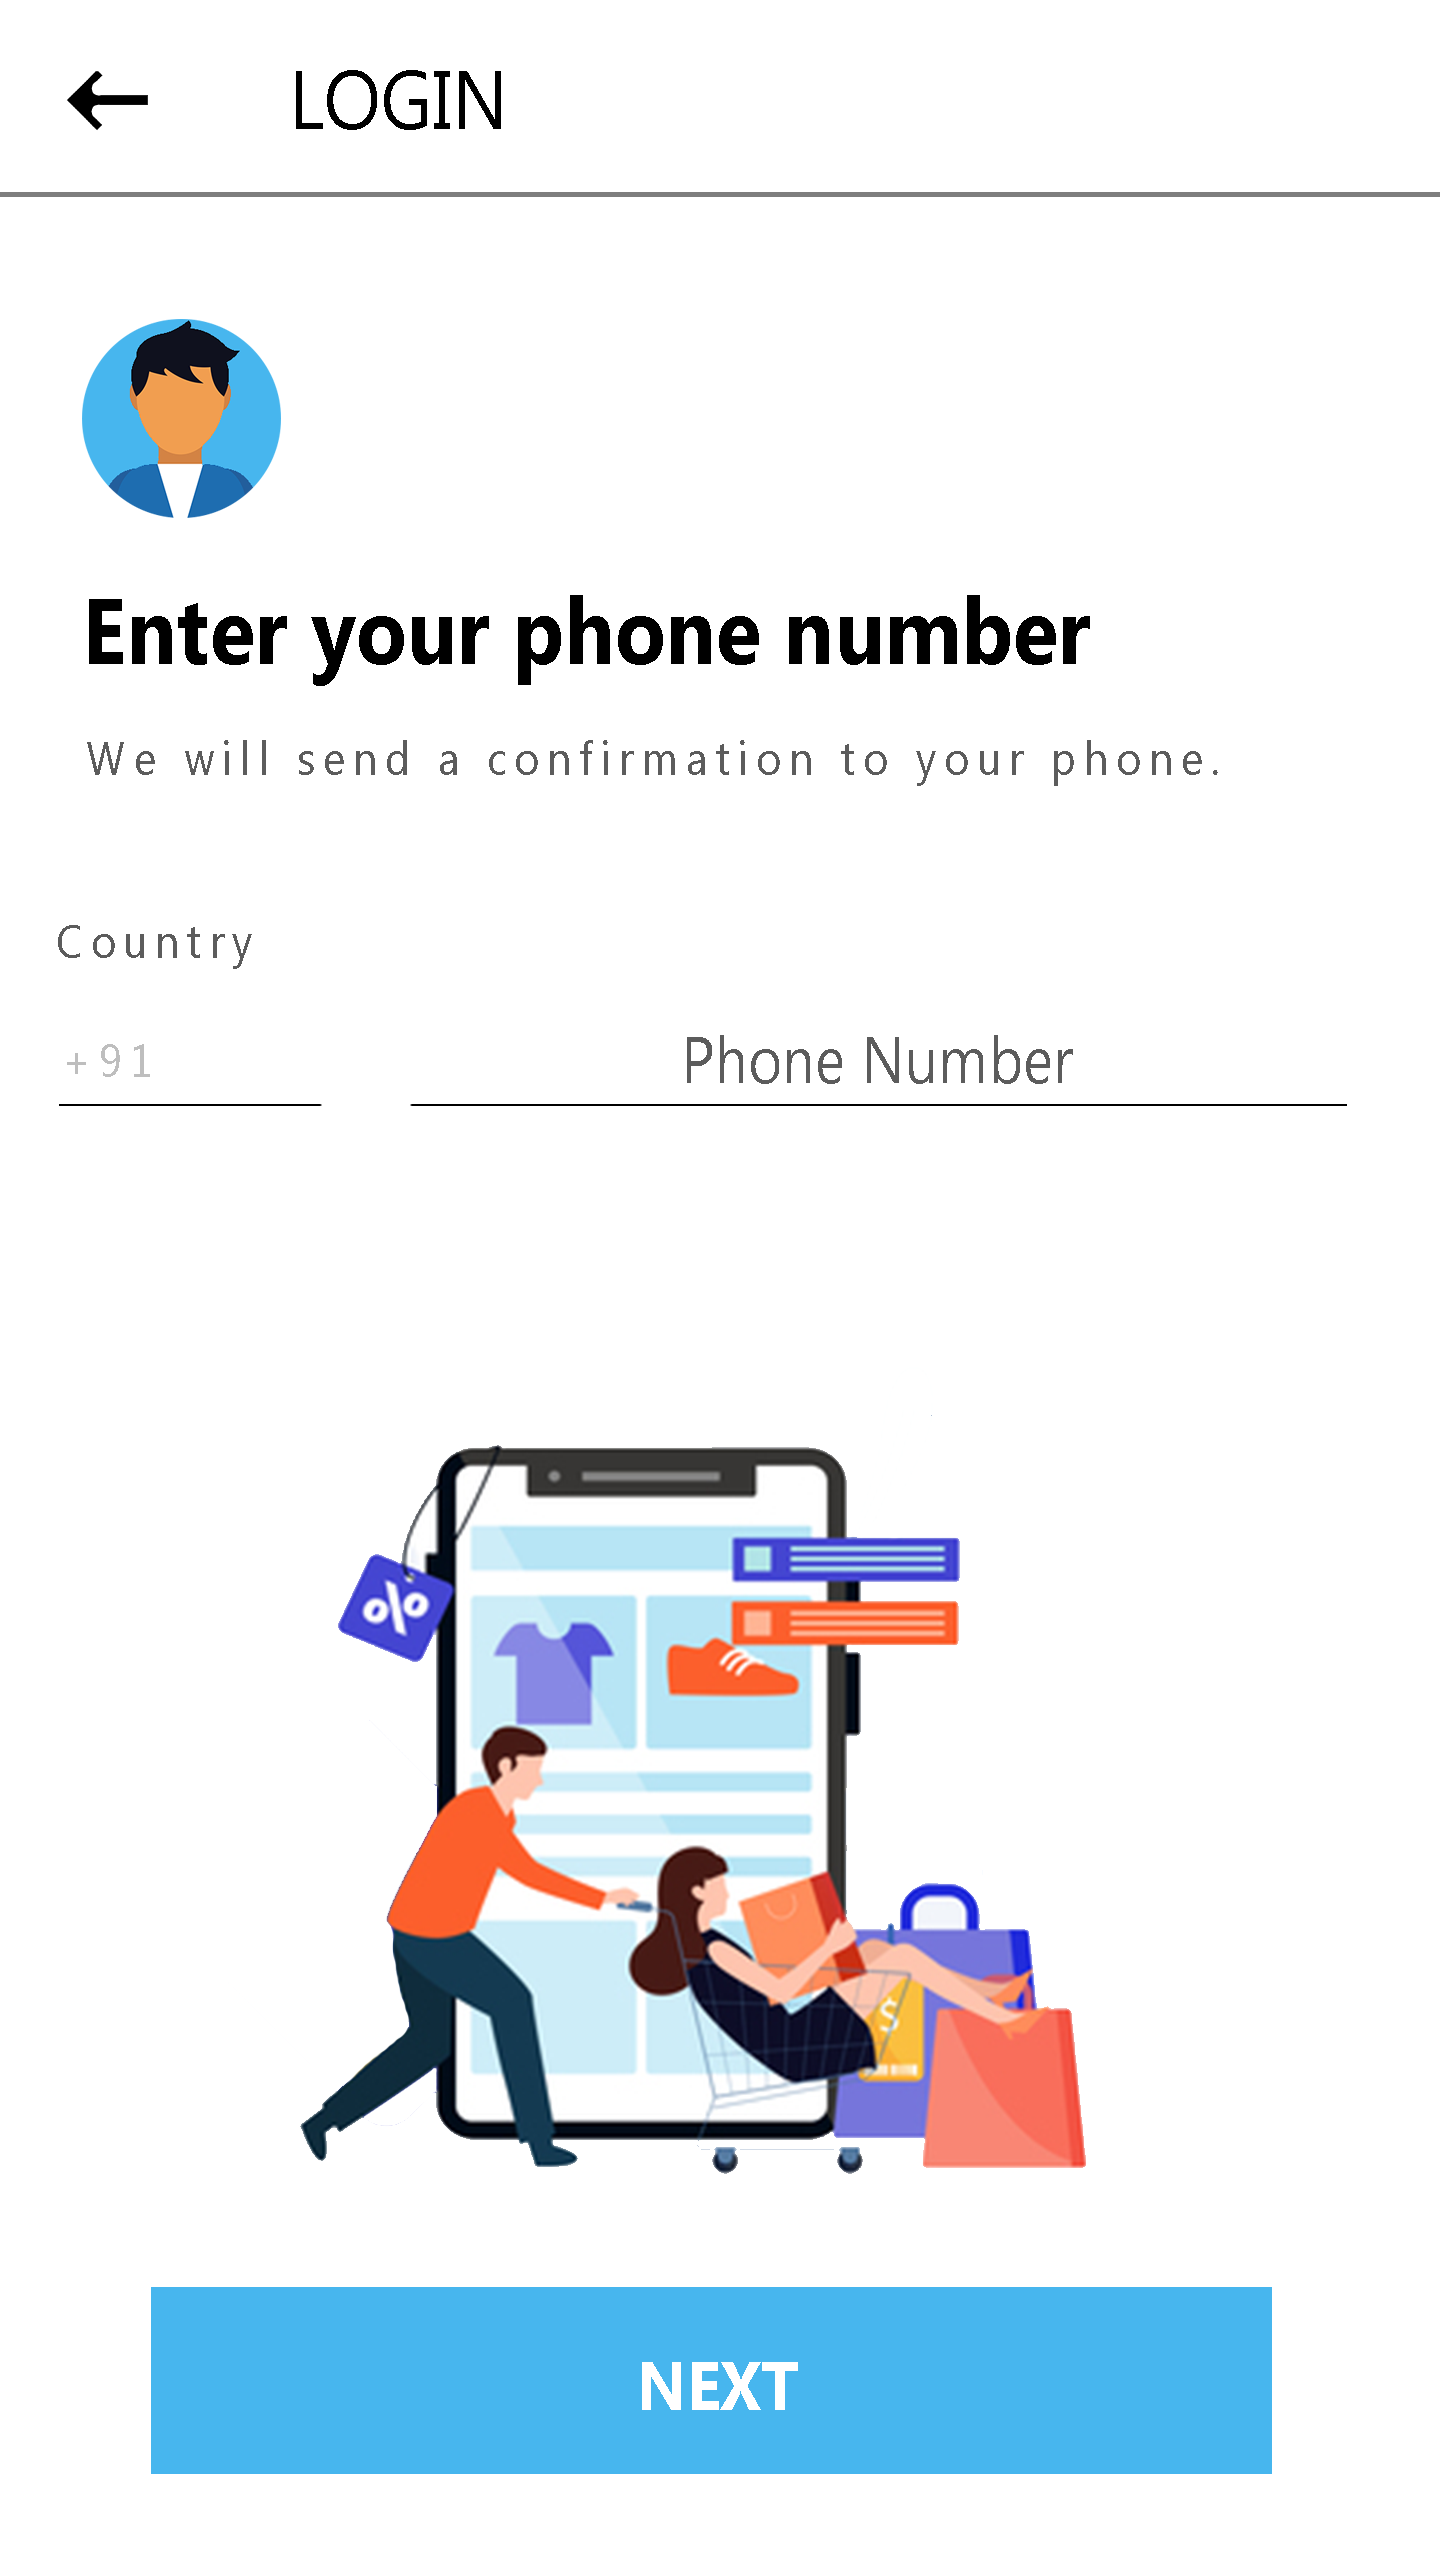 LOGIN
Enter your phone number
We will send a confirmation to your phone.
Country
+91
Phone Number
%
$
NEXT